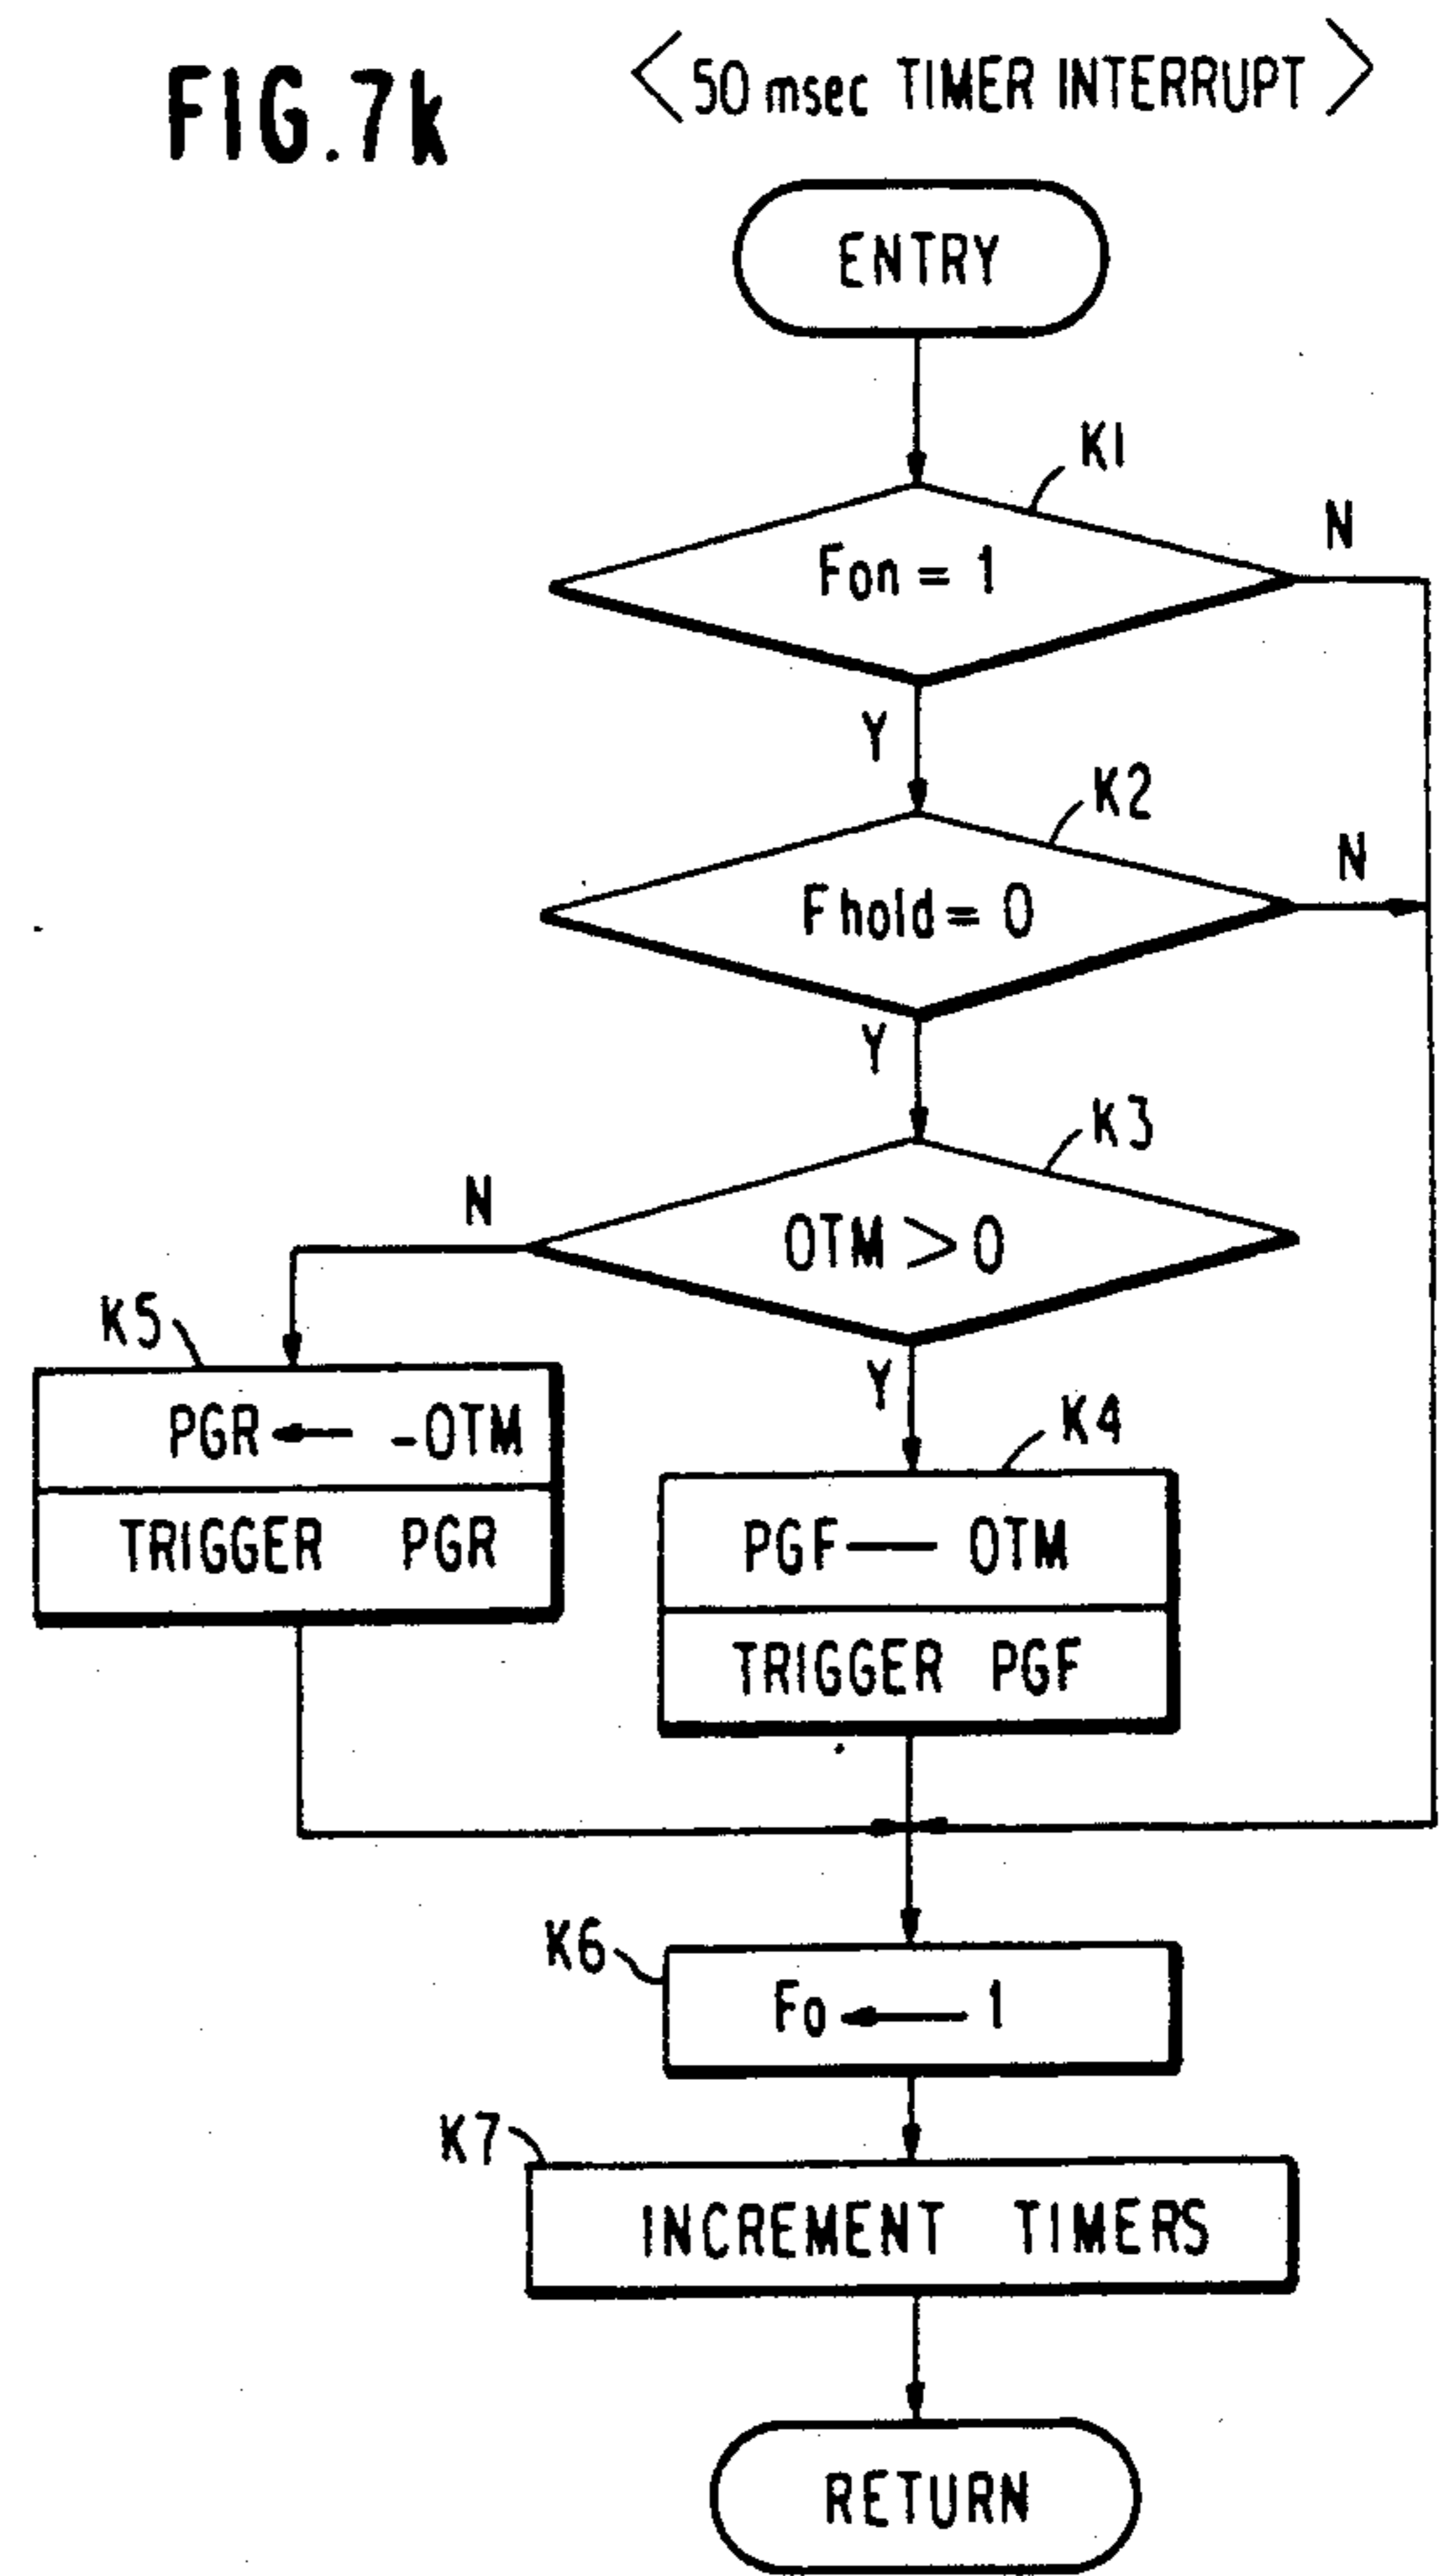 FIG.7k
<50 msec TIMER INTERRUPT>
ENTRY
K1
Fon = 1
N
Y
K2
Fhold = 0
N
Y
K3
N
OTM > 0
Y
K5
PGR ← -OTM
TRIGGER PGR
K4
PGF — OTM
TRIGGER PGF
K6
Fo ← 1
K7
INCREMENT TIMERS
RETURN